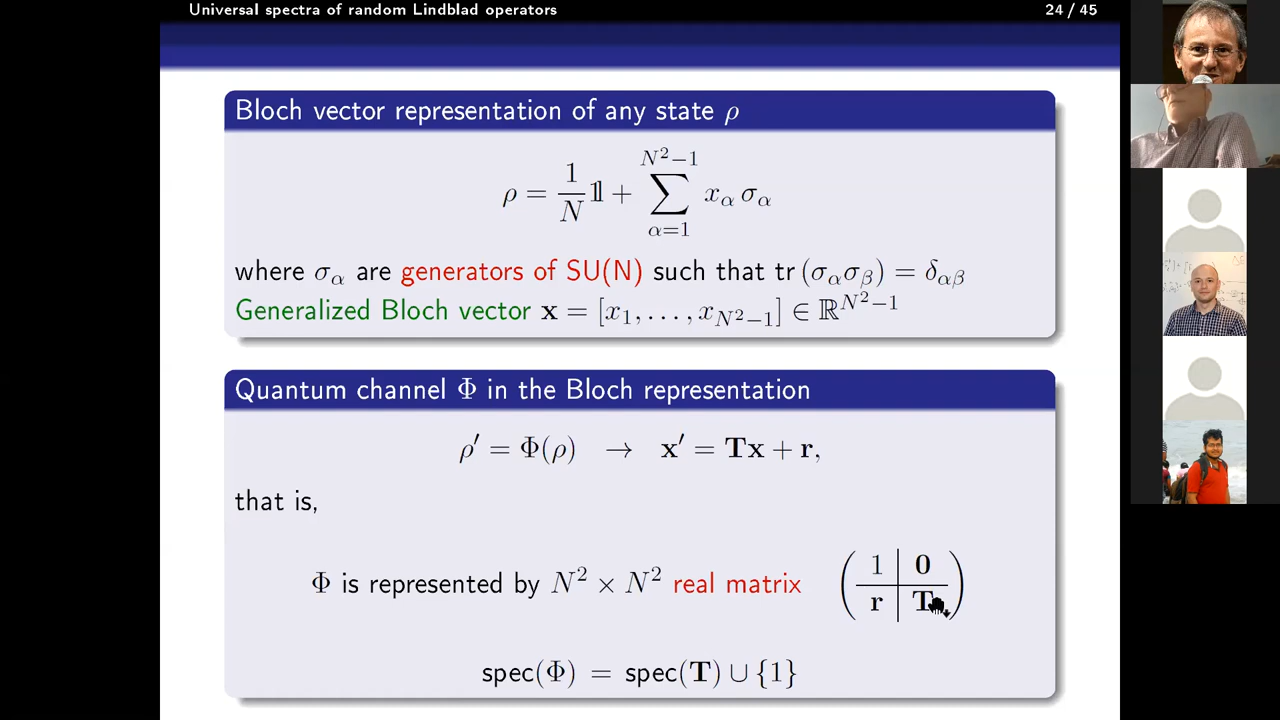 Universal spectra of random Lindblad operators
24 / 45
Bloch vector representation of any state ρ
ρ = 1/N 𝟙 + ∑_{α=1}^{N²−1} x_α σ_α
where σ_α are generators of SU(N) such that tr (σ_α σ_β) = δ_{αβ}
Generalized Bloch vector x = [x_1, . . . , x_{N²−1}] ∈ ℝ^{N²−1}
Quantum channel Φ in the Bloch representation
ρ′ = Φ(ρ) → x′ = Tx + r,
that is,
Φ is represented by N² × N² real matrix ( 1 | 0
r | T )
spec(Φ) = spec(T) ∪ {1}